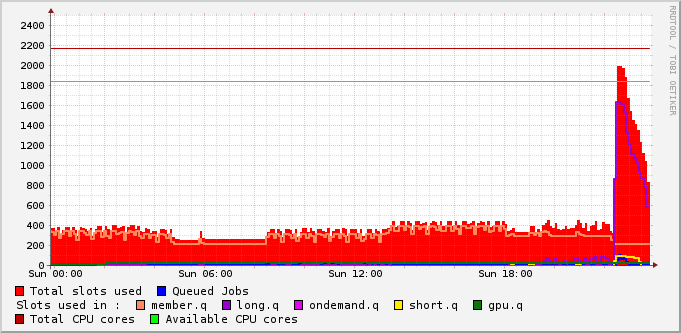 2400
2200
2000
1800
1600
1400
1200
1000
800
600
400
200
0
Sun 00:00 Sun 06:00 Sun 12:00 Sun 18:00
Total slots used Queued Jobs
Slots used in : member.q long.q ondemand.q short.q gpu.q
Total CPU cores Available CPU cores
RRDTOOL / TOBI OETIKER